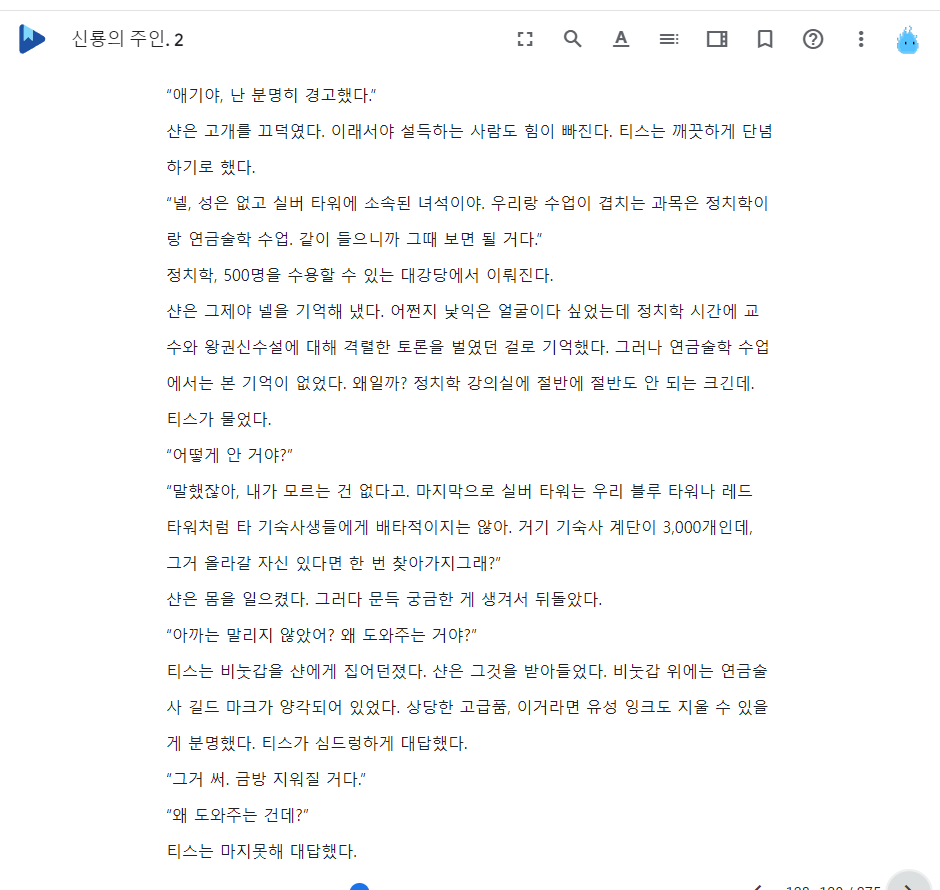 신룡의 주인. 2
"애기야, 난 분명히 경고했다."
샨은 고개를 끄덕였다. 이래서야 설득하는 사람도 힘이 빠진다. 티스는 깨끗하게 단념
하기로 했다.
"넬, 성은 없고 실버 타워에 소속된 녀석이야. 우리랑 수업이 겹치는 과목은 정치학이
랑 연금술학 수업. 같이 들으니까 그때 보면 될 거다."
정치학, 500명을 수용할 수 있는 대강당에서 이뤄진다.
샨은 그제야 넬을 기억해 냈다. 어쩐지 낯익은 얼굴이다 싶었는데 정치학 시간에 교
수와 왕권신수설에 대해 격렬한 토론을 벌였던 걸로 기억했다. 그러나 연금술학 수업
에서는 본 기억이 없었다. 왜일까? 정치학 강의실에 절반에 절반도 안 되는 크긴데.
티스가 물었다.
"어떻게 안 거야?"
"말했잖아, 내가 모르는 건 없다고. 마지막으로 실버 타워는 우리 블루 타워나 레드
타워처럼 타 기숙사생들에게 배타적이지는 않아. 거기 기숙사 계단이 3,000개인데,
그거 올라갈 자신 있다면 한 번 찾아가지그래?"
샨은 몸을 일으켰다. 그러다 문득 궁금한 게 생겨서 뒤돌았다.
"아까는 말리지 않았어? 왜 도와주는 거야?"
티스는 비눗갑을 샨에게 집어던졌다. 샨은 그것을 받아들었다. 비눗갑 위에는 연금술
사 길드 마크가 양각되어 있었다. 상당한 고급품, 이거라면 유성 잉크도 지울 수 있을
게 분명했다. 티스가 심드렁하게 대답했다.
"그거 써. 금방 지워질 거다."
"왜 도와주는 건데?"
티스는 마지못해 대답했다.